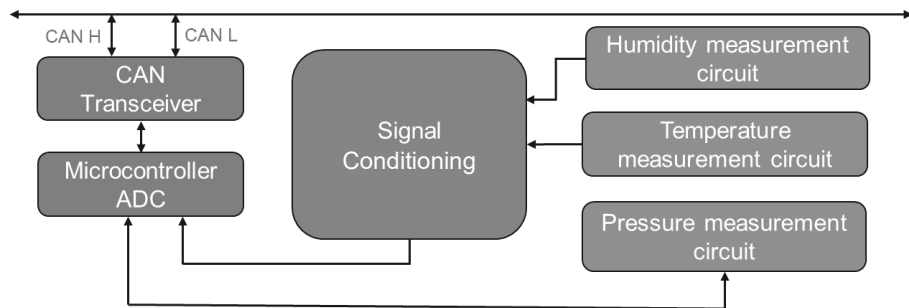 CAN H
CAN L
CAN
Transceiver
Microcontroller
ADC
Signal
Conditioning
Humidity measurement
circuit
Temperature
measurement circuit
Pressure measurement
circuit